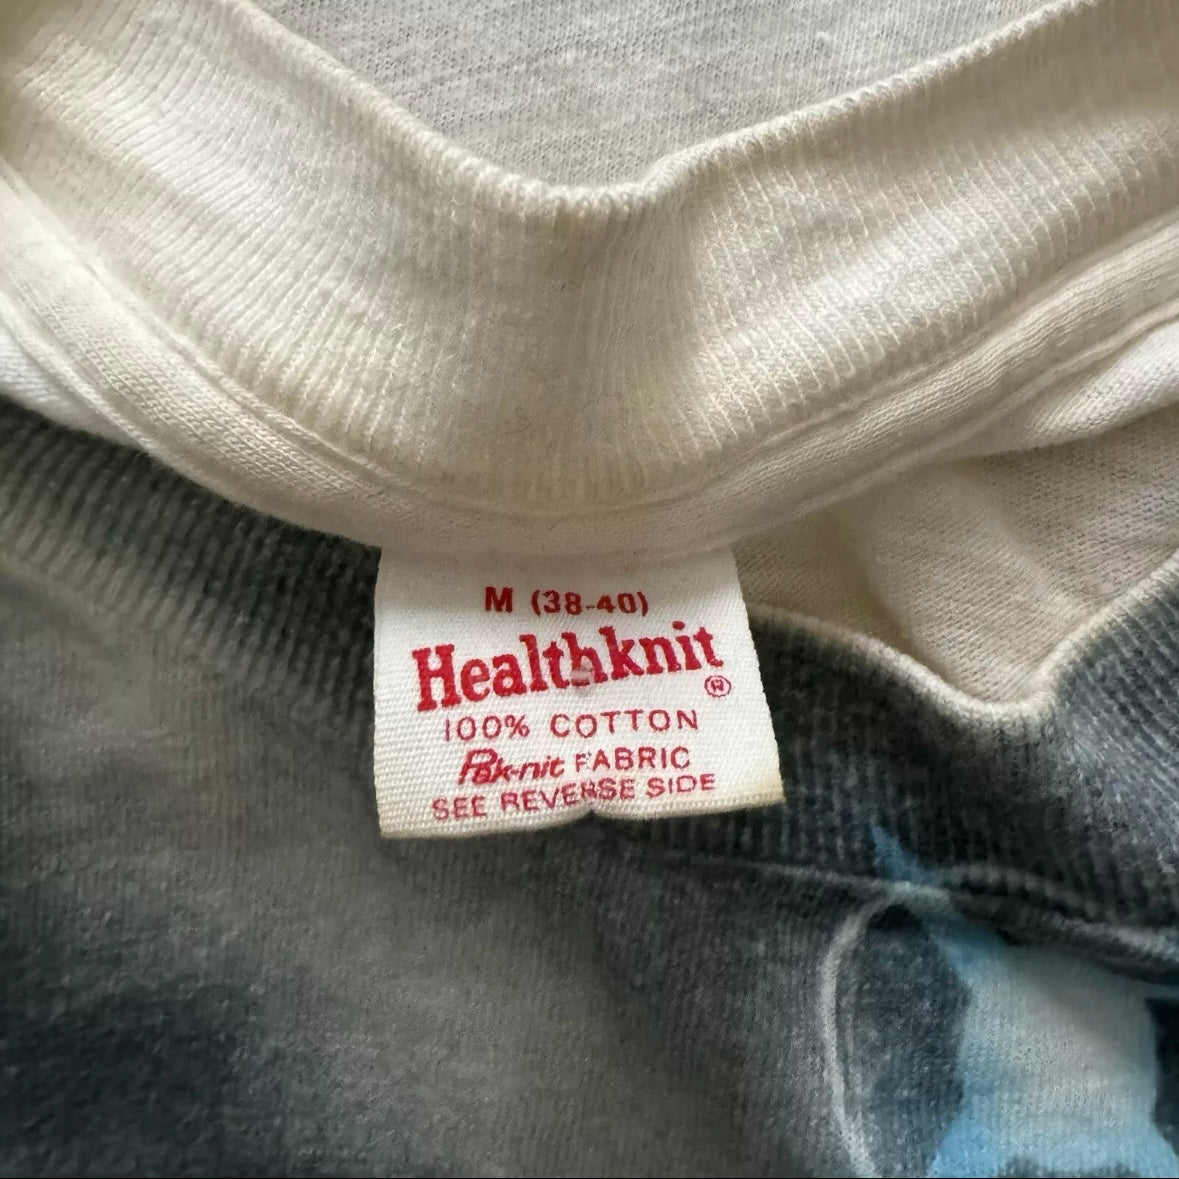 M (38-40)
Healthknit
®
100% COTTON
Pak-nit FABRIC
SEE REVERSE SIDE